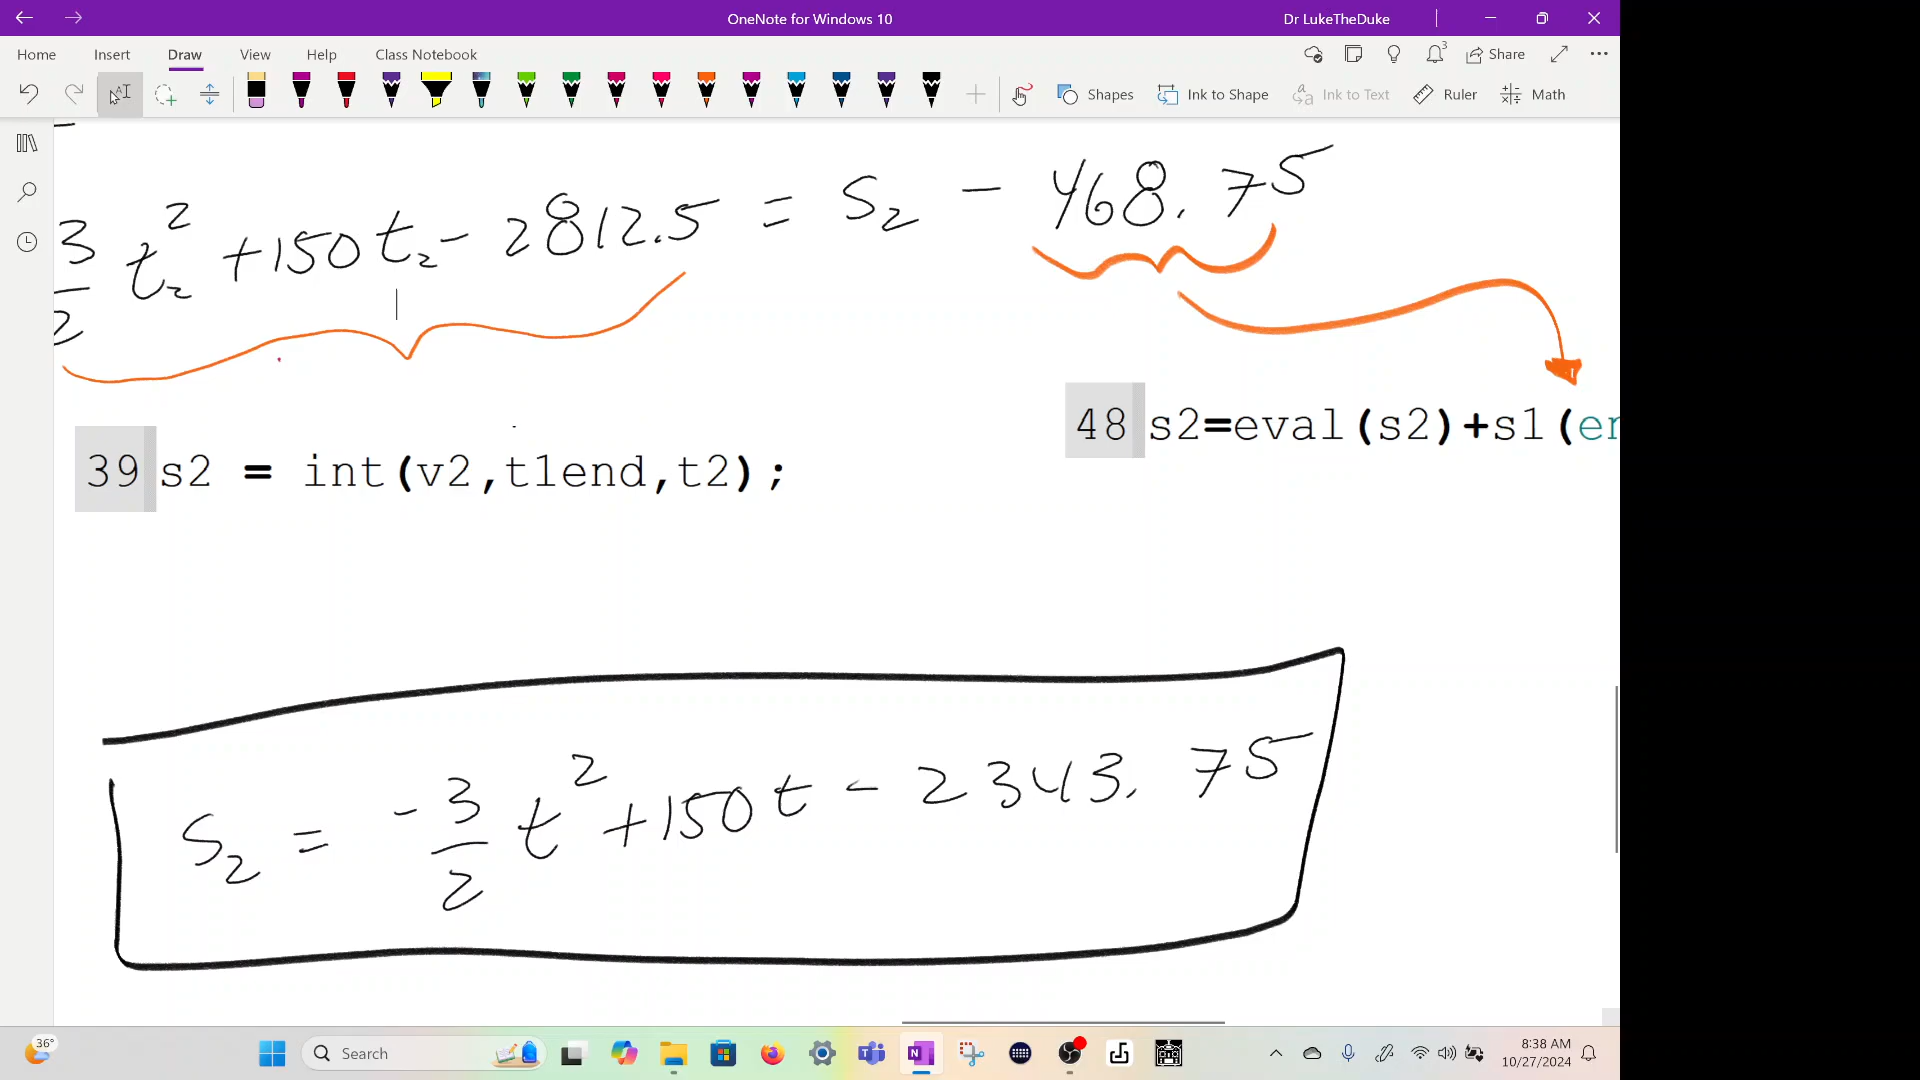 OneNote for Windows 10
Dr LukeTheDuke
Home Insert Draw View Help Class Notebook
3
Share
Shapes Ink to Shape Ink to Text Ruler Math
3/2 t₂² + 150 t₂ - 2812.5 = S₂ - 468.75
48 s2=eval(s2)+s1(er
39 s2 = int(v2,t1end,t2);
S₂ = -3/2 t² + 150 t - 2343.75
36°
Search
8:38 AM
10/27/2024